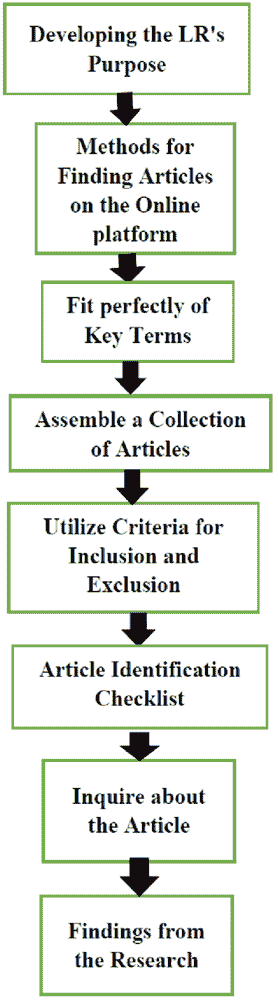 Developing the LR's
Purpose
Methods for
Finding Articles
on the Online
platform
Fit perfectly of
Key Terms
Assemble a Collection
of Articles
Utilize Criteria for
Inclusion and
Exclusion
Article Identification
Checklist
Inquire about
the Article
Findings from
the Research